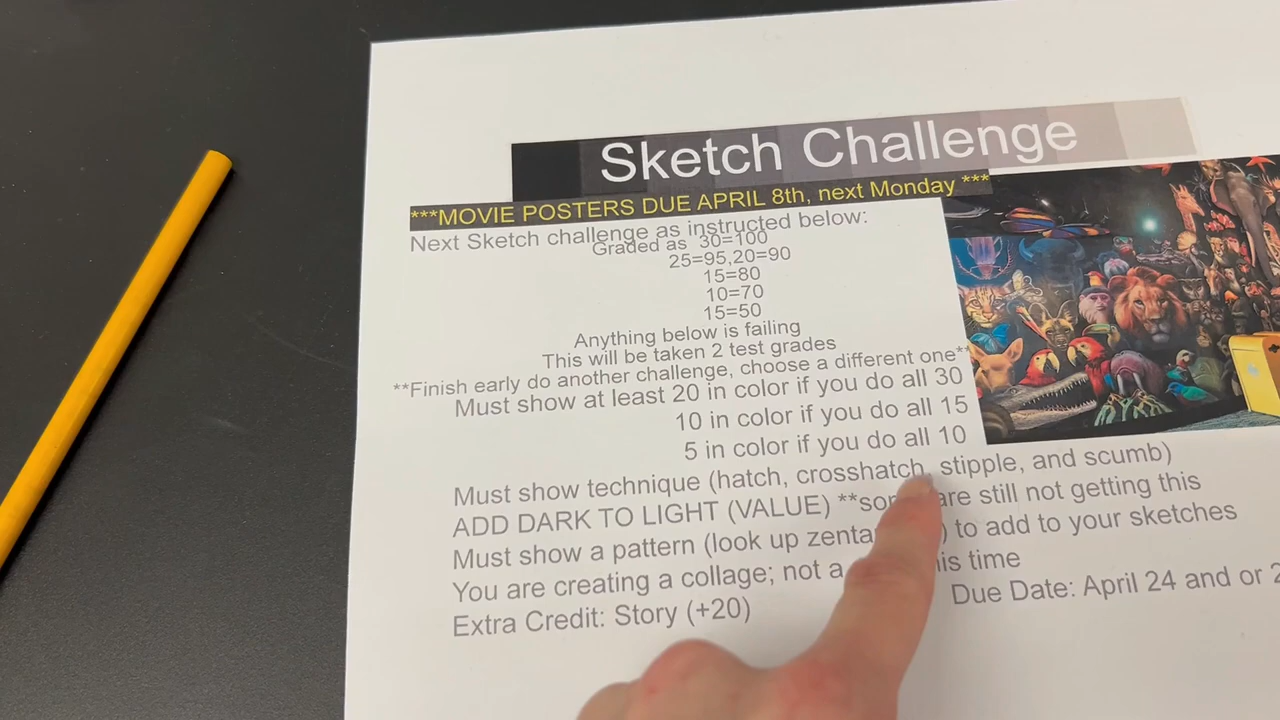 Sketch Challenge
***MOVIE POSTERS DUE APRIL 8th, next Monday ***
Next Sketch challenge as instructed below:
Graded as 30=100
25=95,20=90
15=80
10=70
15=50
Anything below is failing
This will be taken 2 test grades
**Finish early do another challenge, choose a different one**
Must show at least 20 in color if you do all 30
10 in color if you do all 15
5 in color if you do all 10
Must show technique (hatch, crosshatch, stipple, and scumb)
ADD DARK TO LIGHT (VALUE) **some are still not getting this
Must show a pattern (look up ) to add to your sketches
You are creating a collage; not a this time
Extra Credit: Story (+20)
Due Date: April 24 and or